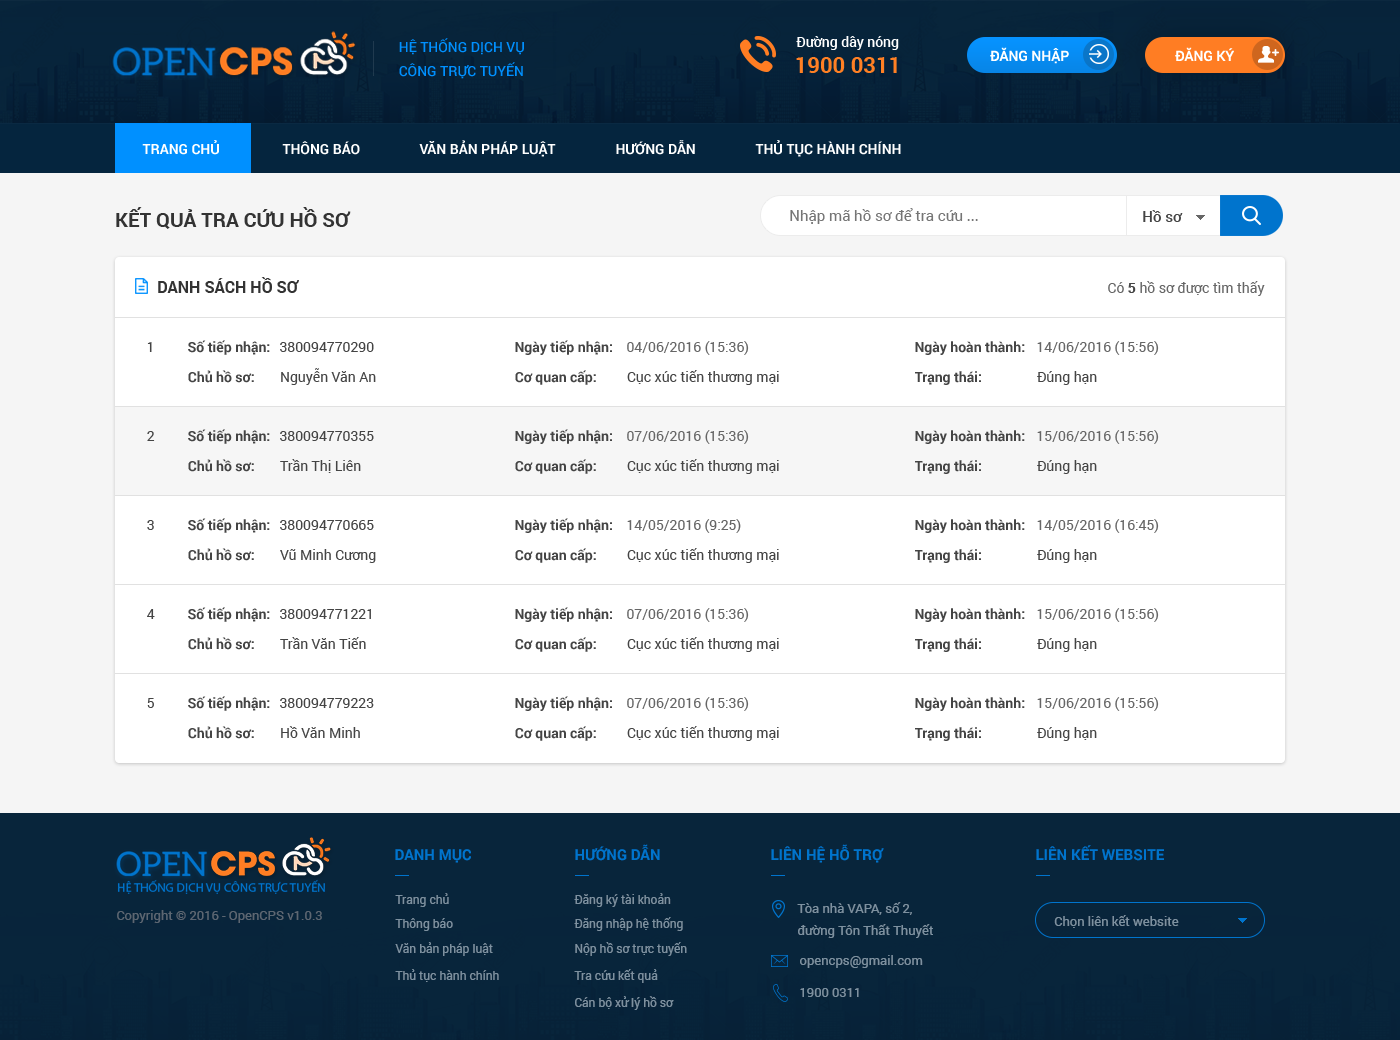 OPENCPS
HỆ THỐNG DỊCH VỤ
CÔNG TRỰC TUYẾN
Đường dây nóng
1900 0311
ĐĂNG NHẬP
ĐĂNG KÝ
TRANG CHỦ THÔNG BÁO VĂN BẢN PHÁP LUẬT HƯỚNG DẪN THỦ TỤC HÀNH CHÍNH
KẾT QUẢ TRA CỨU HỒ SƠ
Nhập mã hồ sơ để tra cứu ... Hồ sơ
DANH SÁCH HỒ SƠ Có 5 hồ sơ được tìm thấy
1 Số tiếp nhận: 380094770290 Ngày tiếp nhận: 04/06/2016 (15:36) Ngày hoàn thành: 14/06/2016 (15:56)
Chủ hồ sơ: Nguyễn Văn An Cơ quan cấp: Cục xúc tiến thương mại Trạng thái: Đúng hạn
2 Số tiếp nhận: 380094770355 Ngày tiếp nhận: 07/06/2016 (15:36) Ngày hoàn thành: 15/06/2016 (15:56)
Chủ hồ sơ: Trần Thị Liên Cơ quan cấp: Cục xúc tiến thương mại Trạng thái: Đúng hạn
3 Số tiếp nhận: 380094770665 Ngày tiếp nhận: 14/05/2016 (9:25) Ngày hoàn thành: 14/05/2016 (16:45)
Chủ hồ sơ: Vũ Minh Cương Cơ quan cấp: Cục xúc tiến thương mại Trạng thái: Đúng hạn
4 Số tiếp nhận: 380094771221 Ngày tiếp nhận: 07/06/2016 (15:36) Ngày hoàn thành: 15/06/2016 (15:56)
Chủ hồ sơ: Trần Văn Tiến Cơ quan cấp: Cục xúc tiến thương mại Trạng thái: Đúng hạn
5 Số tiếp nhận: 380094779223 Ngày tiếp nhận: 07/06/2016 (15:36) Ngày hoàn thành: 15/06/2016 (15:56)
Chủ hồ sơ: Hồ Văn Minh Cơ quan cấp: Cục xúc tiến thương mại Trạng thái: Đúng hạn
OPENCPS
HỆ THỐNG DỊCH VỤ CÔNG TRỰC TUYẾN
Copyright © 2016 - OpenCPS v1.0.3
DANH MỤC
Trang chủ
Thông báo
Văn bản pháp luật
Thủ tục hành chính
HƯỚNG DẪN
Đăng ký tài khoản
Đăng nhập hệ thống
Nộp hồ sơ trực tuyến
Tra cứu kết quả
Cán bộ xử lý hồ sơ
LIÊN HỆ HỖ TRỢ
Tòa nhà VAPA, số 2,
đường Tôn Thất Thuyết
opencps@gmail.com
1900 0311
LIÊN KẾT WEBSITE
Chọn liên kết website